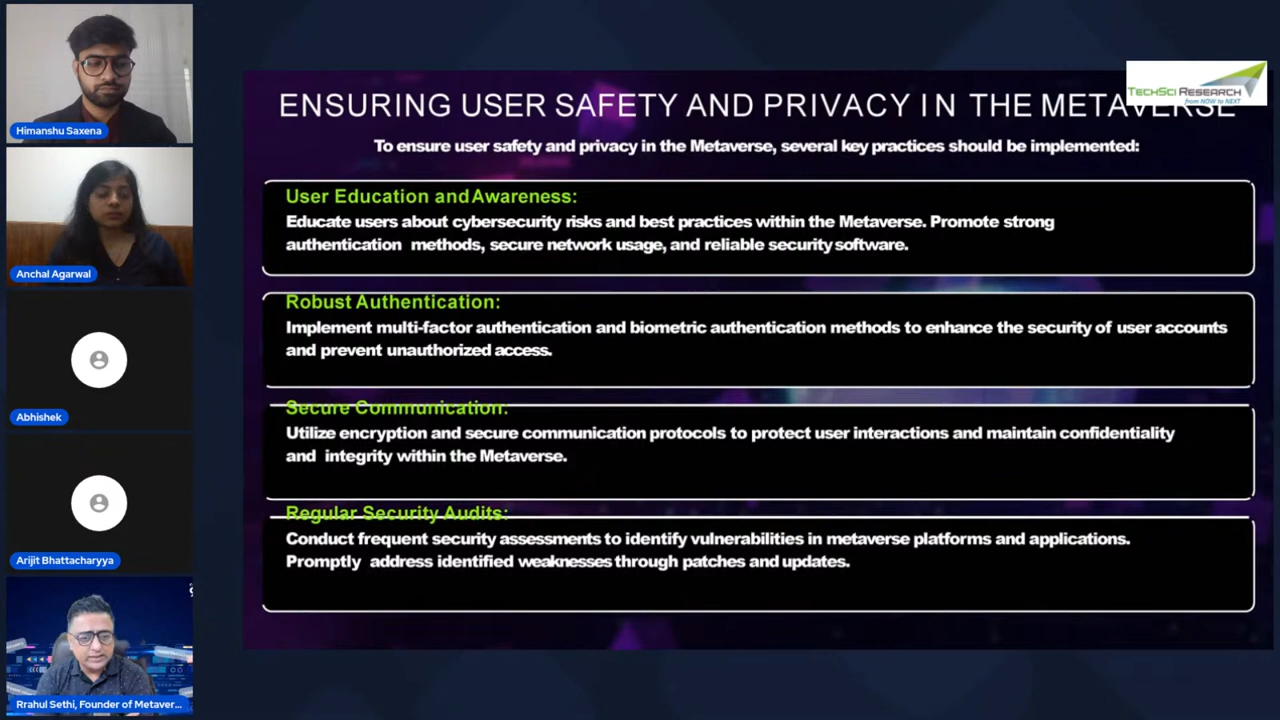 Himanshu Saxena
Anchal Agarwal
Abhishek
Arijit Bhattacharyya
Rrahul Sethi, Founder of Metaver...
TECHSCI RESEARCH
from NOW to NEXT
ENSURING USER SAFETY AND PRIVACY IN THE METAVERSE
To ensure user safety and privacy in the Metaverse, several key practices should be implemented:
User Education and Awareness:
Educate users about cybersecurity risks and best practices within the Metaverse. Promote strong
authentication methods, secure network usage, and reliable security software.
Robust Authentication:
Implement multi-factor authentication and biometric authentication methods to enhance the security of user accounts
and prevent unauthorized access.
Secure Communication:
Utilize encryption and secure communication protocols to protect user interactions and maintain confidentiality
and integrity within the Metaverse.
Regular Security Audits:
Conduct frequent security assessments to identify vulnerabilities in metaverse platforms and applications.
Promptly address identified weaknesses through patches and updates.